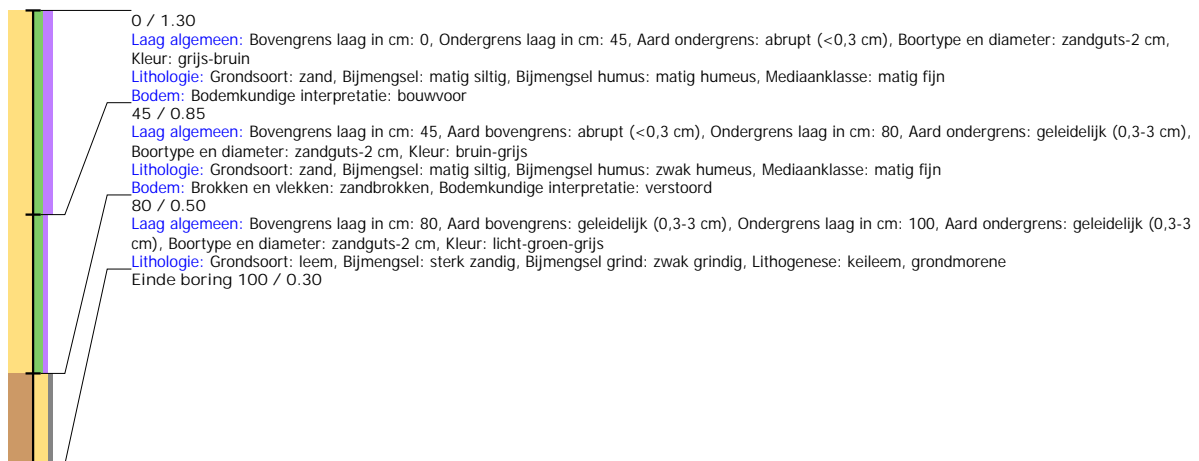 0 / 1.30
Laag algemeen: Bovengrens laag in cm: 0, Ondergrens laag in cm: 45, Aard ondergrens: abrupt (<0,3 cm), Boortype en diameter: zandguts-2 cm,
Kleur: grijs-bruin
Lithologie: Grondsoort: zand, Bijmengsel: matig siltig, Bijmengsel humus: matig humeus, Mediaanklasse: matig fijn
Bodem: Bodemkundige interpretatie: bouwvoor
45 / 0.85
Laag algemeen: Bovengrens laag in cm: 45, Aard bovengrens: abrupt (<0,3 cm), Ondergrens laag in cm: 80, Aard ondergrens: geleidelijk (0,3-3 cm),
Boortype en diameter: zandguts-2 cm, Kleur: bruin-grijs
Lithologie: Grondsoort: zand, Bijmengsel: matig siltig, Bijmengsel humus: zwak humeus, Mediaanklasse: matig fijn
Bodem: Brokken en vlekken: zandbrokken, Bodemkundige interpretatie: verstoord
80 / 0.50
Laag algemeen: Bovengrens laag in cm: 80, Aard bovengrens: geleidelijk (0,3-3 cm), Ondergrens laag in cm: 100, Aard ondergrens: geleidelijk (0,3-3
cm), Boortype en diameter: zandguts-2 cm, Kleur: licht-groen-grijs
Lithologie: Grondsoort: leem, Bijmengsel: sterk zandig, Bijmengsel grind: zwak grindig, Lithogenese: keileem, grondmorene
Einde boring 100 / 0.30